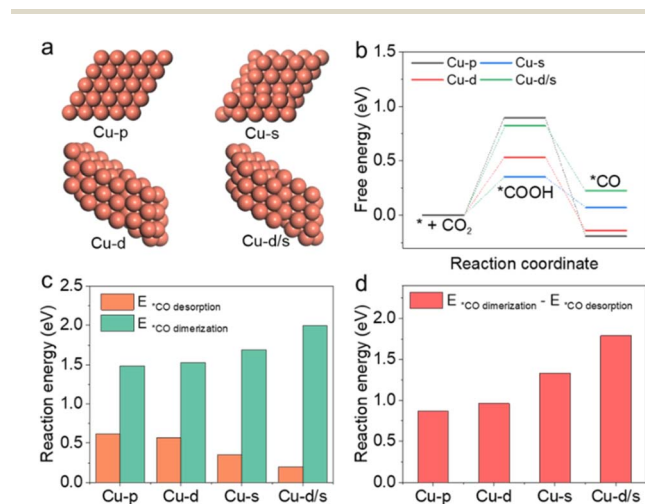 a
Cu-p
Cu-s
Cu-d
Cu-d/s
b
1.5
1.0
0.5
0.0
Free energy (eV)
Cu-p
Cu-s
Cu-d
Cu-d/s
*CO
*COOH
* + CO₂
Reaction coordinate
c
2.5
2.0
1.5
1.0
0.5
0.0
Reaction energy (eV)
E *CO desorption
E *CO dimerization
Cu-p Cu-d Cu-s Cu-d/s
d
2.0
1.5
1.0
0.5
0.0
Reaction energy (eV)
E *CO dimerization - E *CO desorption
Cu-p Cu-d Cu-s Cu-d/s